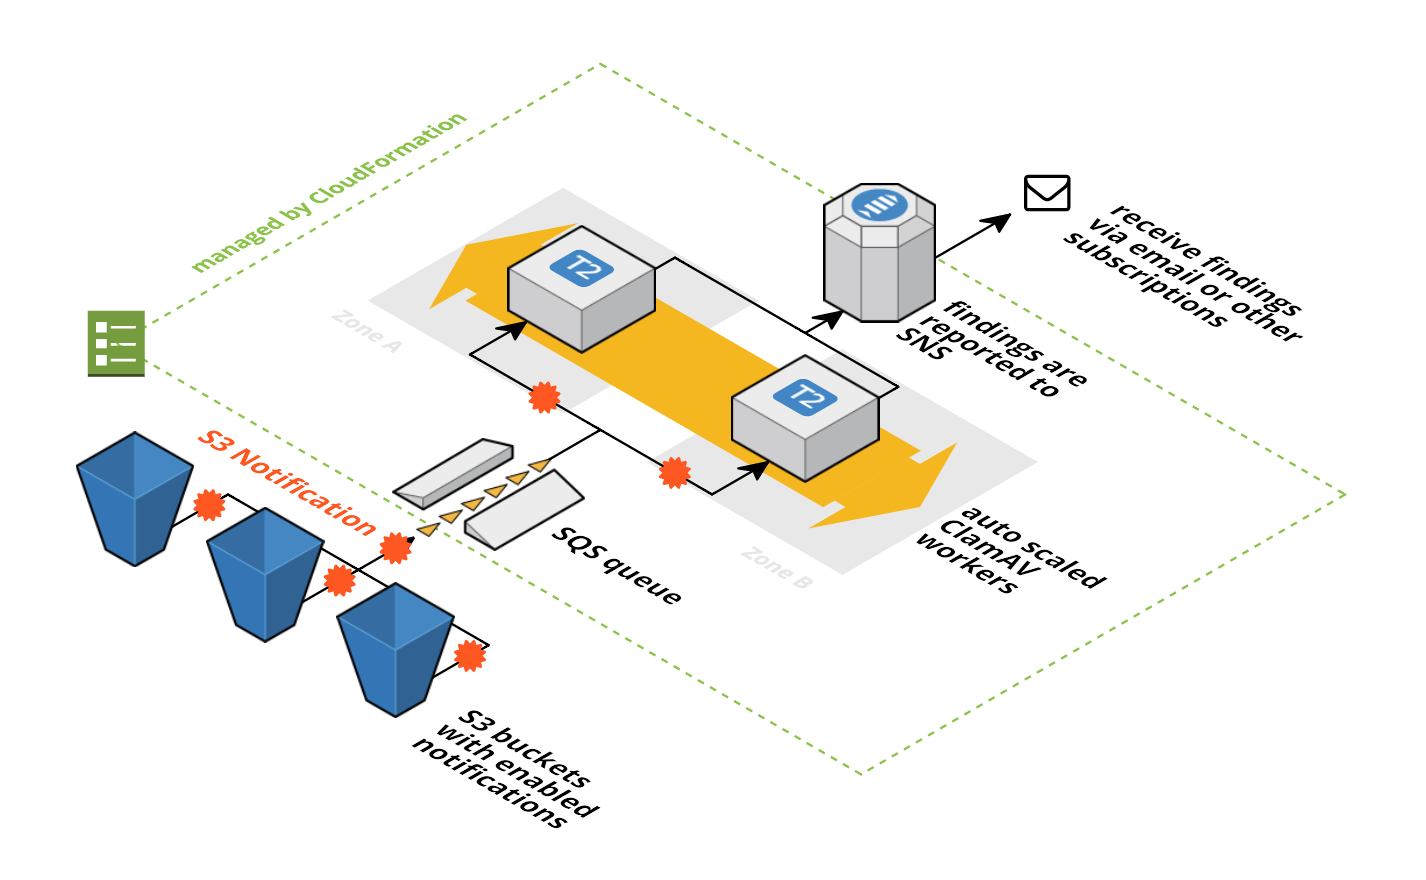 managed by CloudFormation
receive findings
via email or other
subscriptions
T2
Zone A
findings are
reported to
SNS
T2
S3 Notification
SQS queue
Zone B
auto scaled
ClamAV
workers
S3 buckets
with enabled
notifications